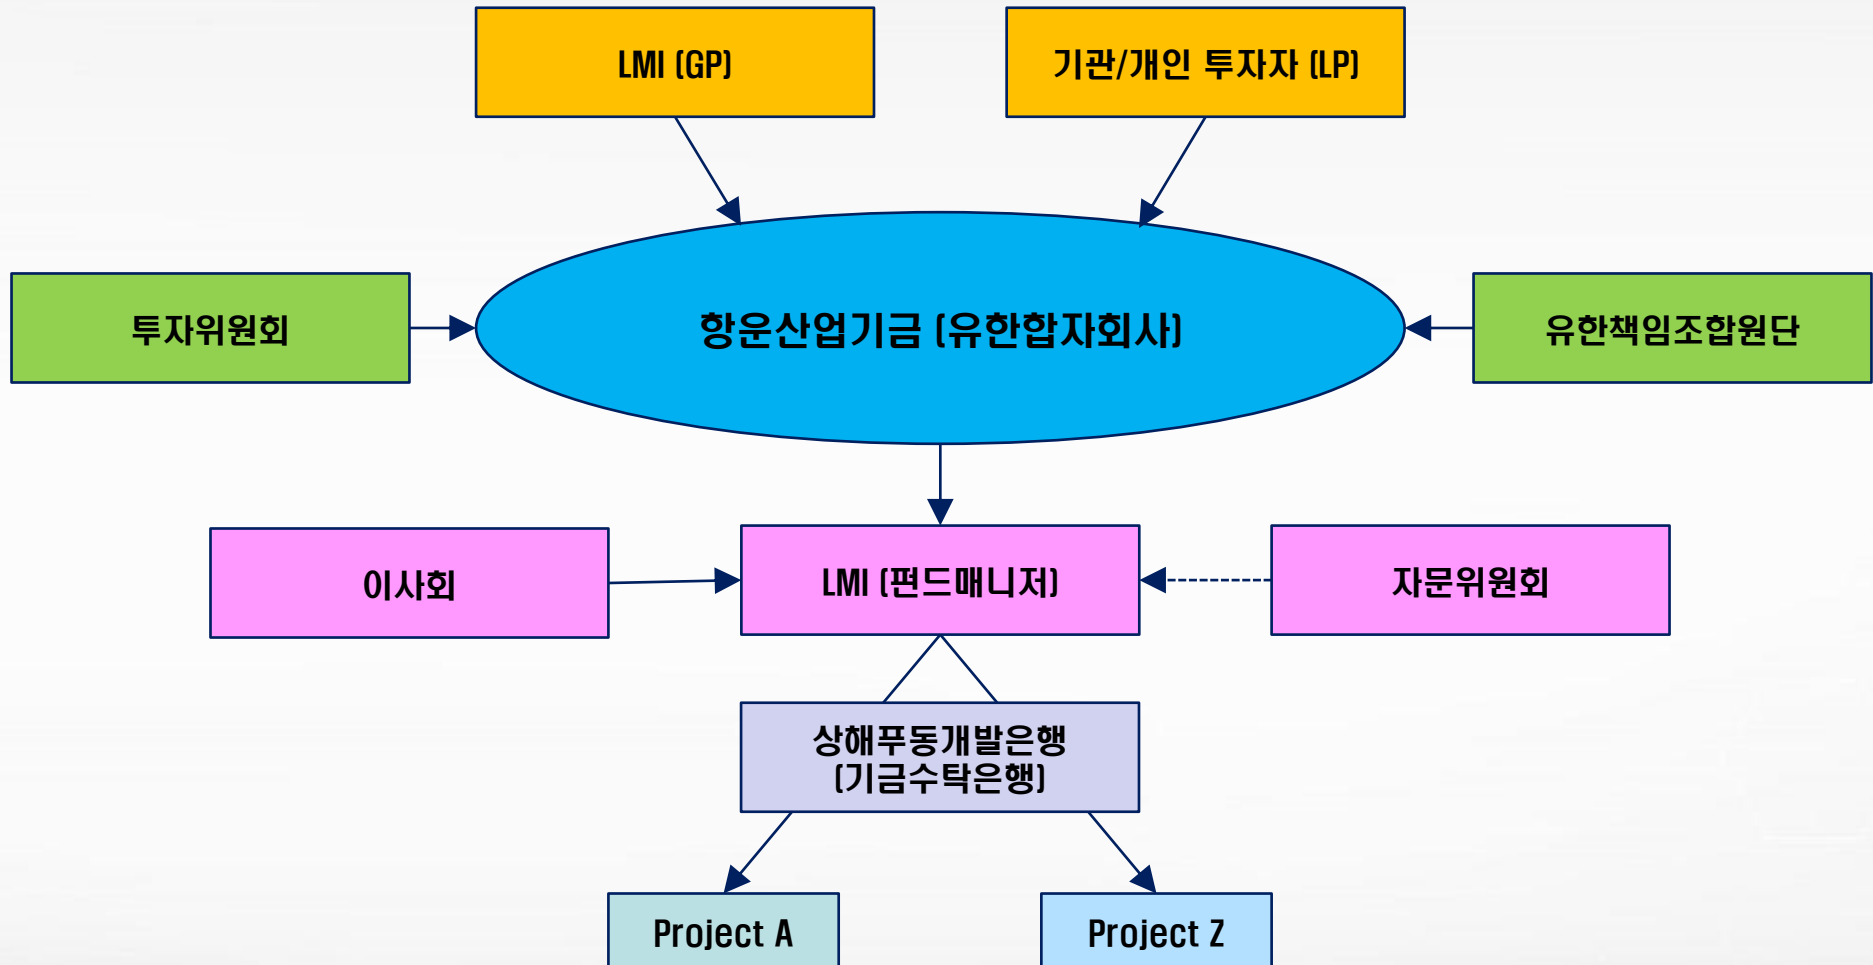 LMI (GP)
기관/개인 투자자 (LP)
투자위원회
항운산업기금 (유한합자회사)
유한책임조합원단
이사회
LMI (펀드매니저)
자문위원회
상해푸동개발은행
(기금수탁은행)
Project A
Project Z